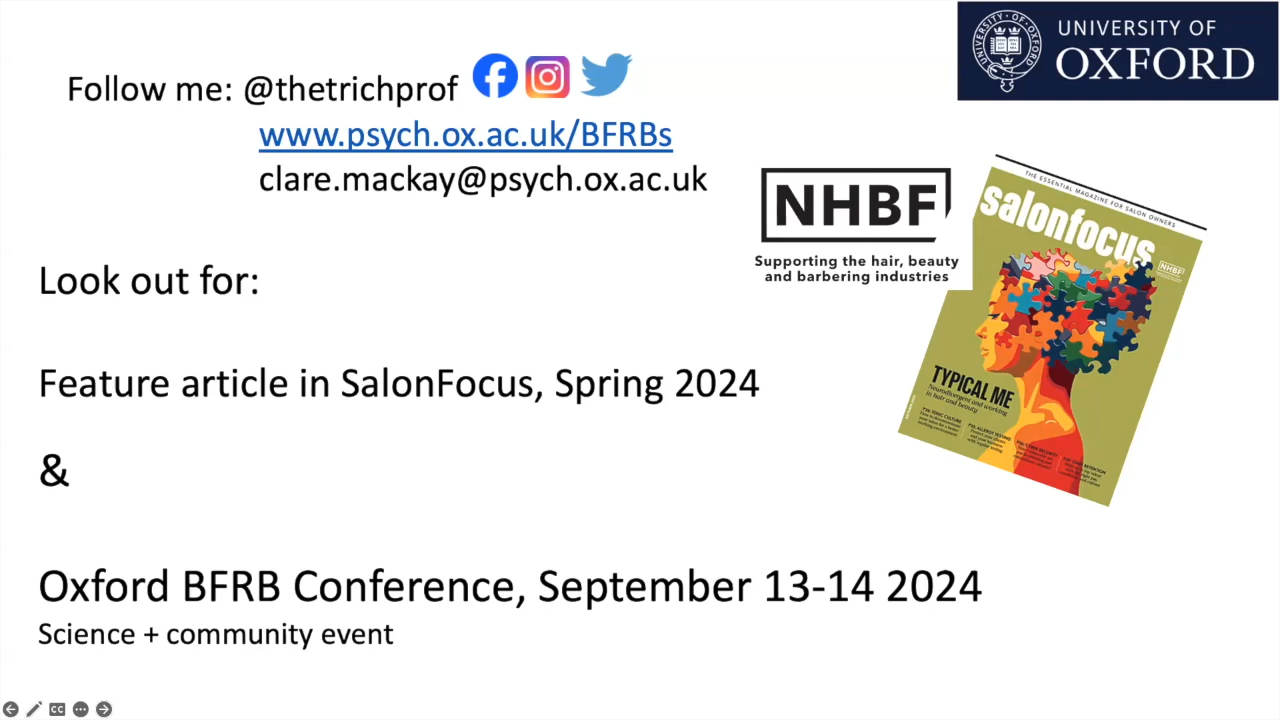 UNIVERSITY OF
OXFORD
Follow me: @thetrichprof
www.psych.ox.ac.uk/BFRBs
clare.mackay@psych.ox.ac.uk
NHBF
Supporting the hair, beauty
and barbering industries
THE ESSENTIAL MAGAZINE FOR SALON OWNERS
salonfocus
NHBF
TYPICAL ME
Neurodivergent and working
in hair and beauty
Look out for:
Feature article in SalonFocus, Spring 2024
&
Oxford BFRB Conference, September 13-14 2024
Science + community event
CC